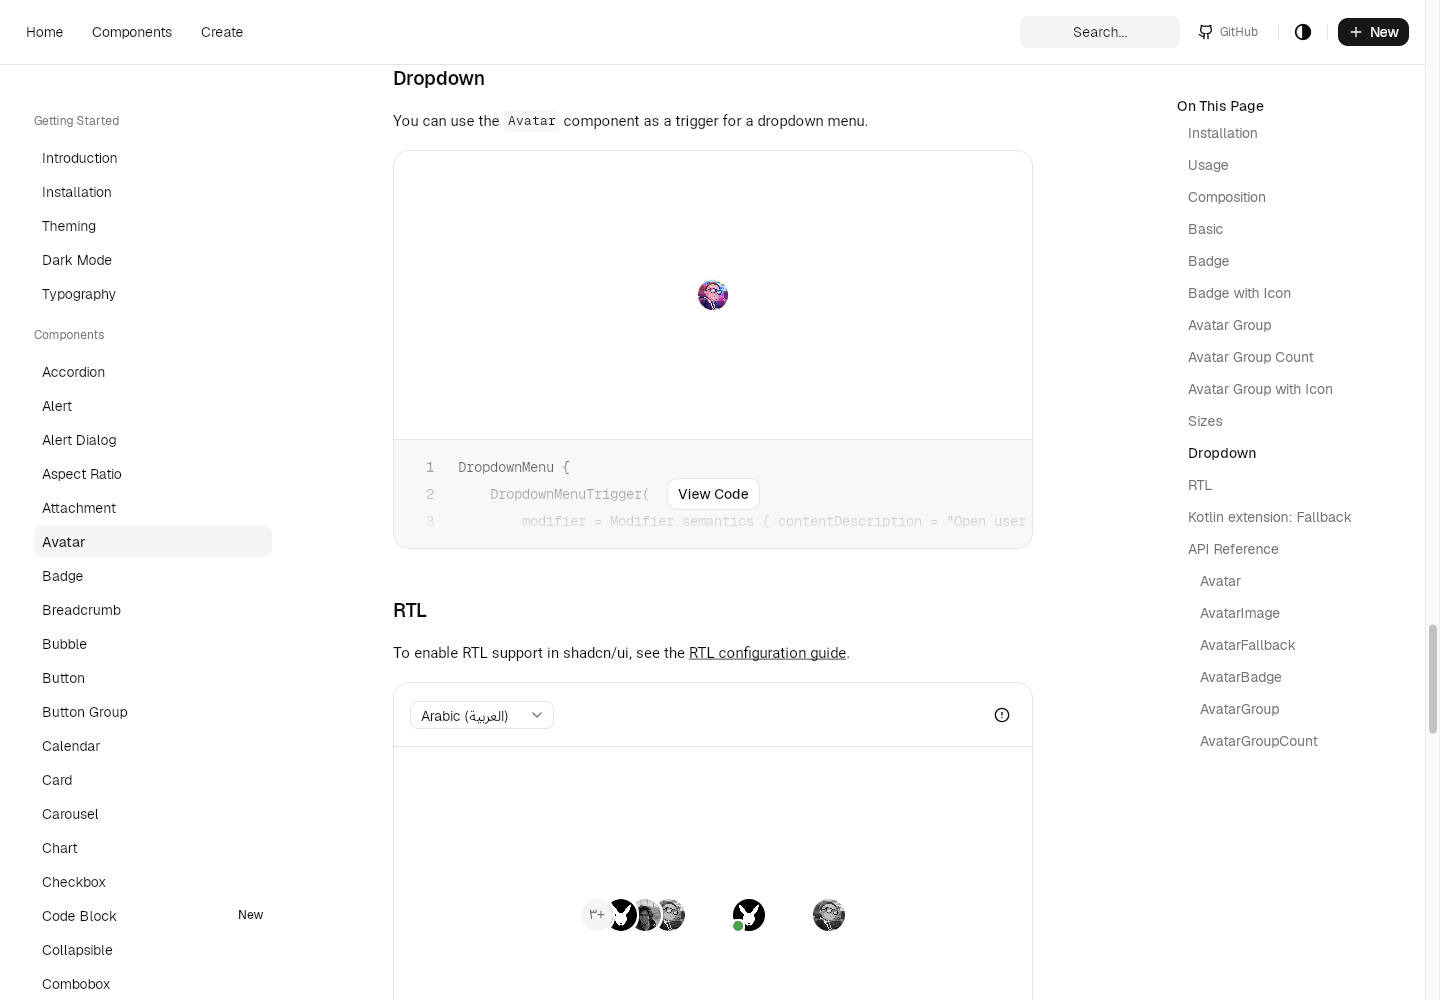 Home
Components
Create
Search...
GitHub
New
Getting Started
Introduction
Installation
Theming
Dark Mode
Typography
Components
Accordion
Alert
Alert Dialog
Aspect Ratio
Attachment
Avatar
Badge
Breadcrumb
Bubble
Button
Button Group
Calendar
Card
Carousel
Chart
Checkbox
Code Block New
Collapsible
Combobox
Dropdown
You can use the Avatar component as a trigger for a dropdown menu.
1 DropdownMenu {
2 DropdownMenuTrigger(
View Code
3 modifier = Modifier.semantics { contentDescription = "Open user
RTL
To enable RTL support in shadcn/ui, see the RTL configuration guide.
Arabic (العربية)
+٣
On This Page
Installation
Usage
Composition
Basic
Badge
Badge with Icon
Avatar Group
Avatar Group Count
Avatar Group with Icon
Sizes
Dropdown
RTL
Kotlin extension: Fallback
API Reference
Avatar
AvatarImage
AvatarFallback
AvatarBadge
AvatarGroup
AvatarGroupCount